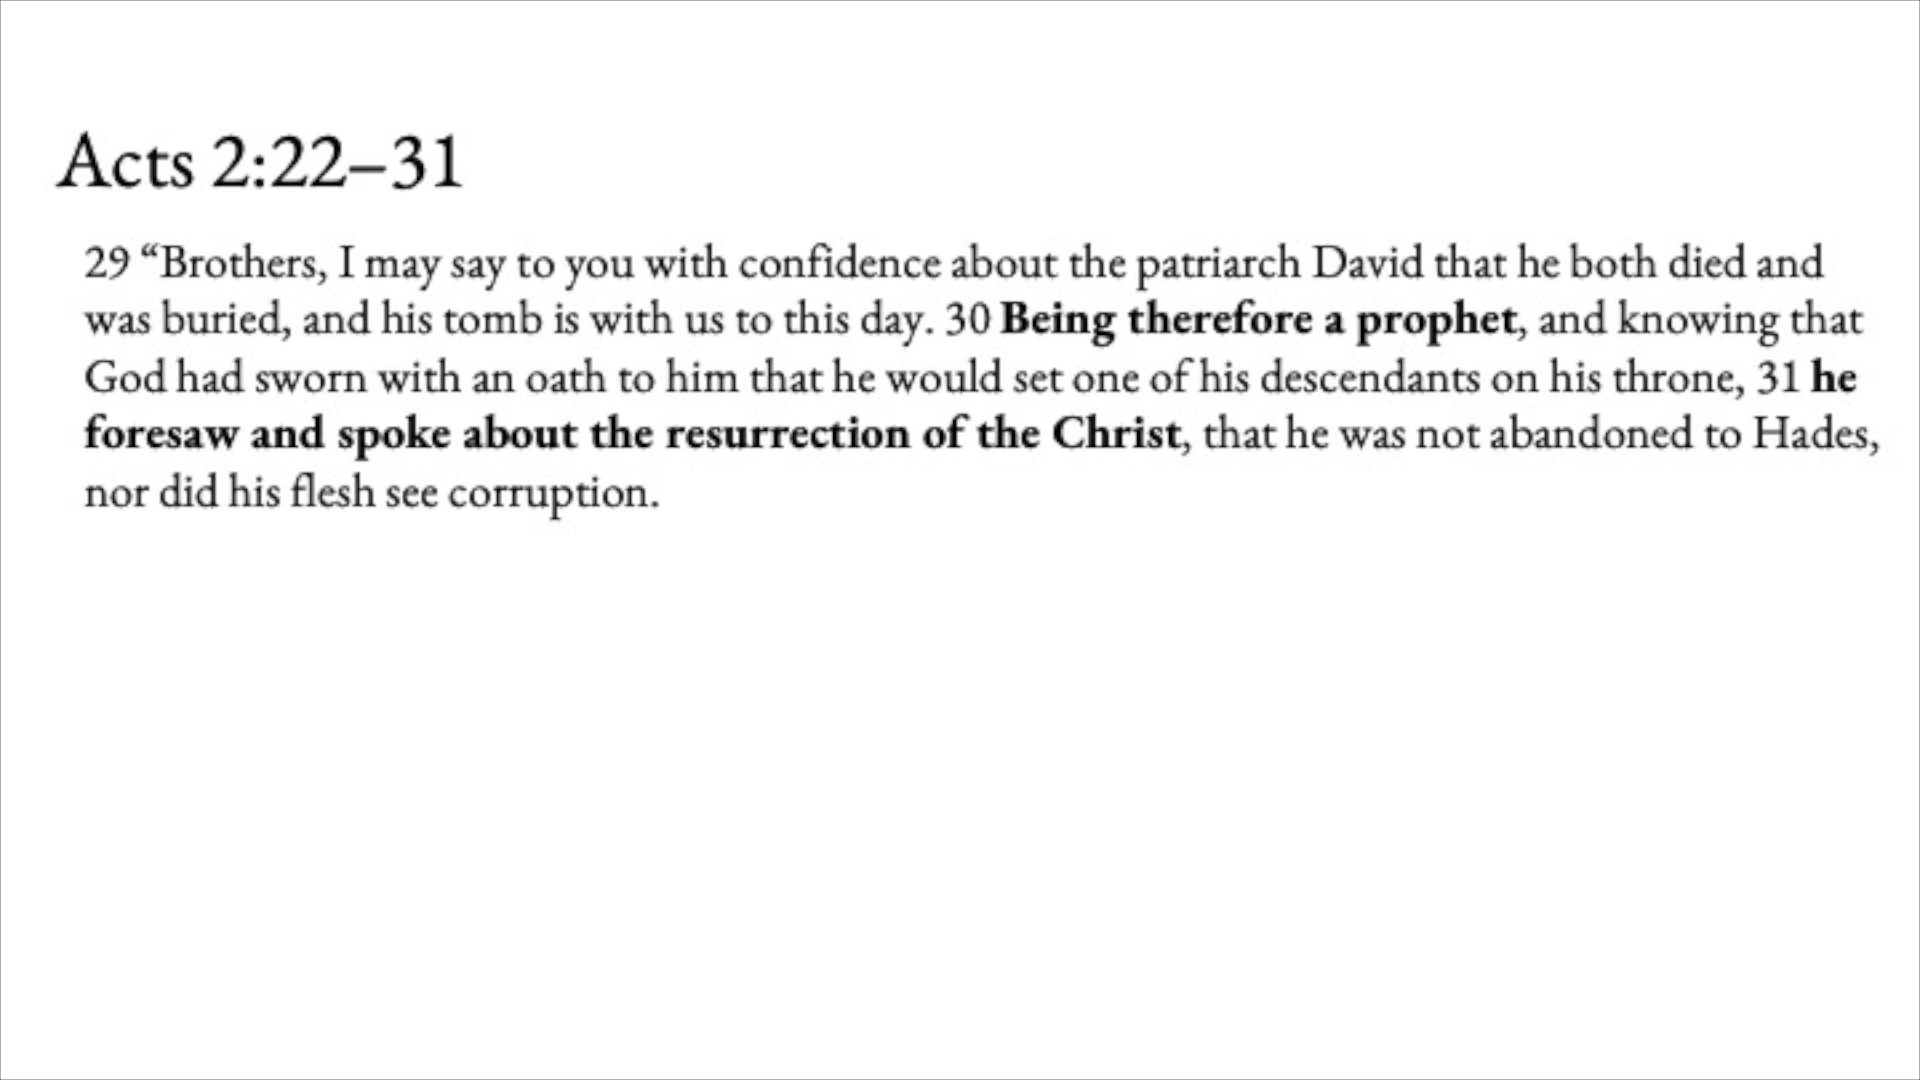 Acts 2:22–31
29 “Brothers, I may say to you with confidence about the patriarch David that he both died and
was buried, and his tomb is with us to this day. 30 Being therefore a prophet, and knowing that
God had sworn with an oath to him that he would set one of his descendants on his throne, 31 he
foresaw and spoke about the resurrection of the Christ, that he was not abandoned to Hades,
nor did his flesh see corruption.